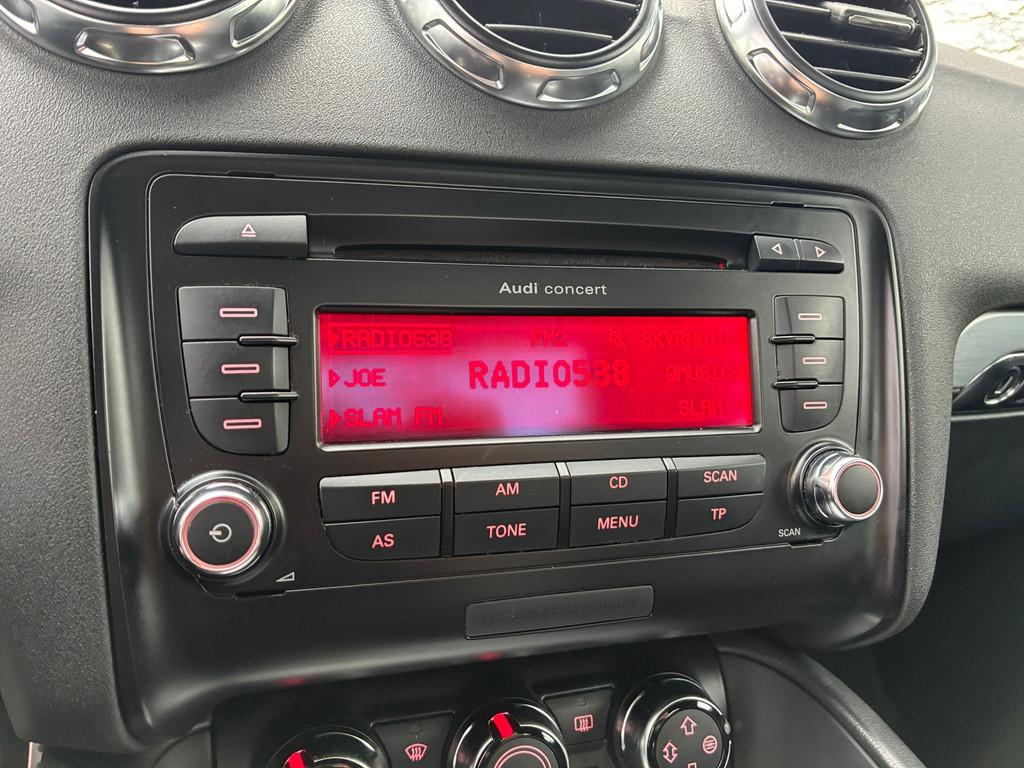 Audi concert
RADIO538 FM2 SKYRADIO
JOE RADIO538 QMUSIC
SLAM FM SLAM
FM AM CD SCAN
AS TONE MENU TP
SCAN